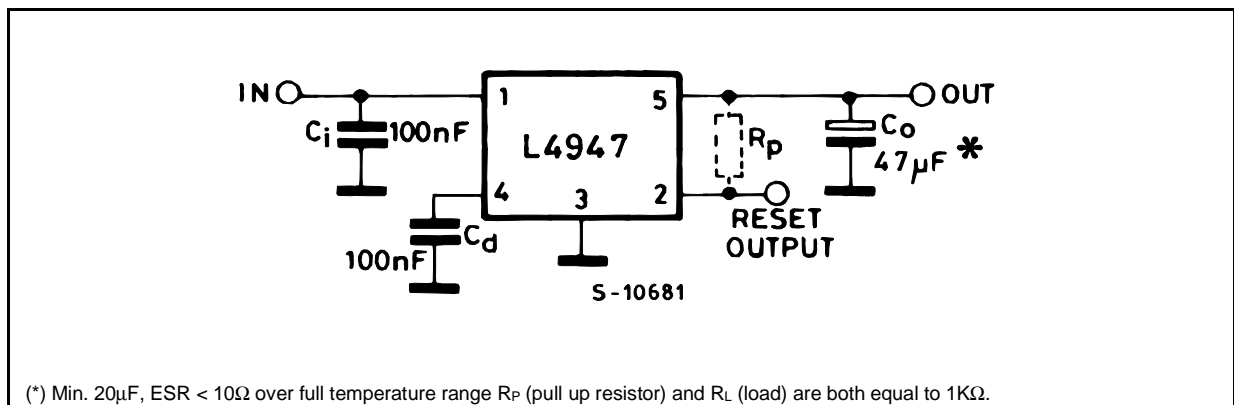 IN
1
5
OUT
Ci
100nF
L4947
Rp
Co
47µF *
4
3
2
Cd
100nF
RESET
OUTPUT
S-10681
(*) Min. 20µF, ESR < 10Ω over full temperature range RP (pull up resistor) and RL (load) are both equal to 1KΩ.